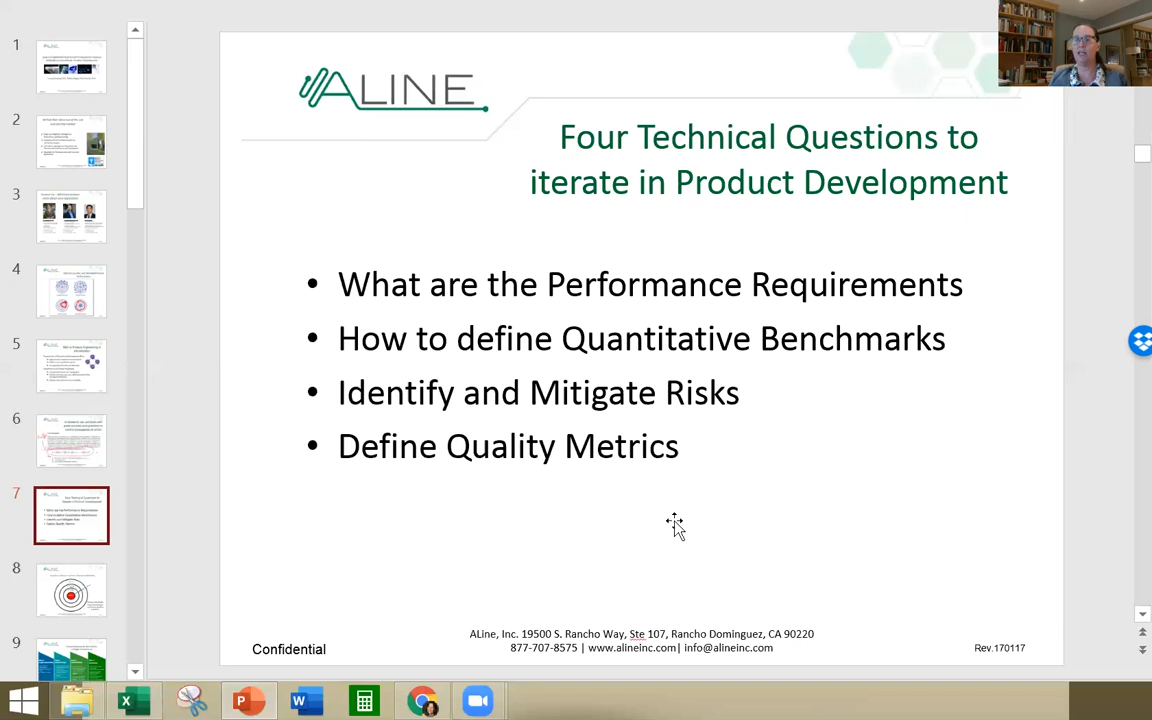 ALINE
Four Technical Questions to
iterate in Product Development
• What are the Performance Requirements
• How to define Quantitative Benchmarks
• Identify and Mitigate Risks
• Define Quality Metrics
Confidential
ALine, Inc. 19500 S. Rancho Way, Ste 107, Rancho Dominguez, CA 90220
877-707-8575 | www.alineinc.com| info@alineinc.com
Rev.170117
1
2
3
4
5
6
7
8
9